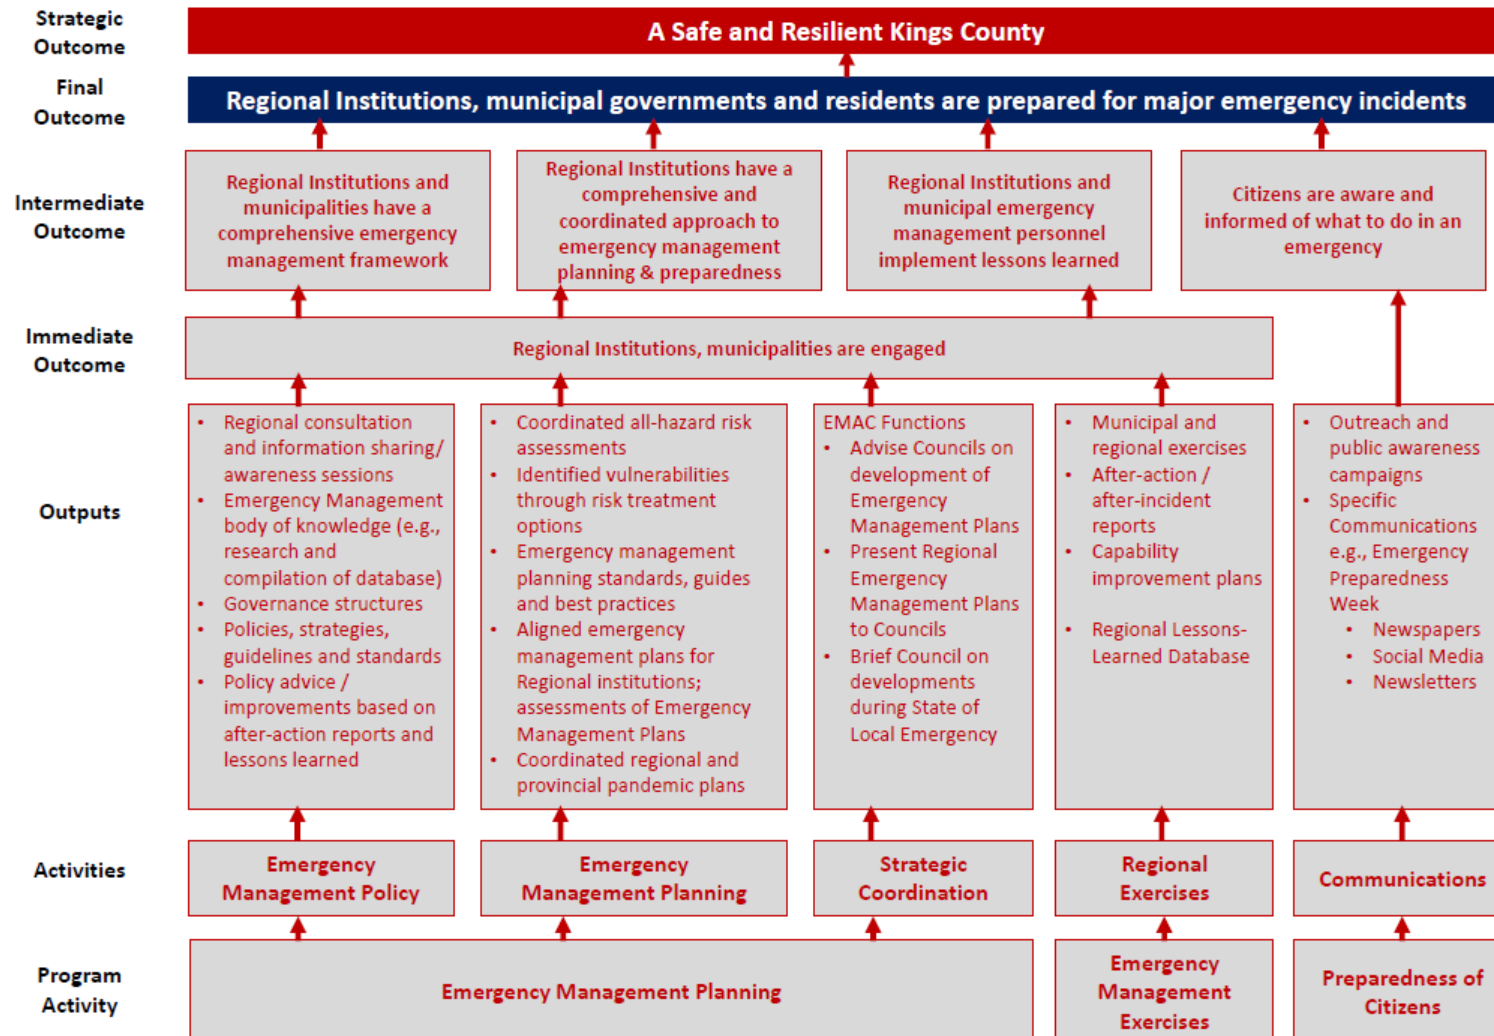 Strategic
Outcome
A Safe and Resilient Kings County
Final
Outcome
Regional Institutions, municipal governments and residents are prepared for major emergency incidents
Intermediate
Outcome
Regional Institutions and
municipalities have a
comprehensive emergency
management framework
Regional Institutions have a
comprehensive and
coordinated approach to
emergency management
planning & preparedness
Regional Institutions and
municipal emergency
management personnel
implement lessons learned
Citizens are aware and
informed of what to do in an
emergency
Immediate
Outcome
Regional Institutions, municipalities are engaged
Outputs
• Regional consultation
and information sharing/
awareness sessions
• Emergency Management
body of knowledge (e.g.,
research and
compilation of database)
• Governance structures
• Policies, strategies,
guidelines and standards
• Policy advice /
improvements based on
after-action reports and
lessons learned
• Coordinated all-hazard risk
assessments
• Identified vulnerabilities
through risk treatment
options
• Emergency management
planning standards, guides
and best practices
• Aligned emergency
management plans for
Regional institutions;
assessments of Emergency
Management Plans
• Coordinated regional and
provincial pandemic plans
EMAC Functions
• Advise Councils on
development of
Emergency
Management Plans
• Present Regional
Emergency
Management Plans
to Councils
• Brief Council on
developments
during State of
Local Emergency
• Municipal and
regional exercises
• After-action /
after-incident
reports
• Capability
improvement plans
• Regional Lessons-
Learned Database
• Outreach and
public awareness
campaigns
• Specific
Communications
e.g., Emergency
Preparedness
Week
• Newspapers
• Social Media
• Newsletters
Activities
Emergency
Management Policy
Emergency
Management Planning
Strategic
Coordination
Regional
Exercises
Communications
Program
Activity
Emergency Management Planning
Emergency
Management
Exercises
Preparedness of
Citizens